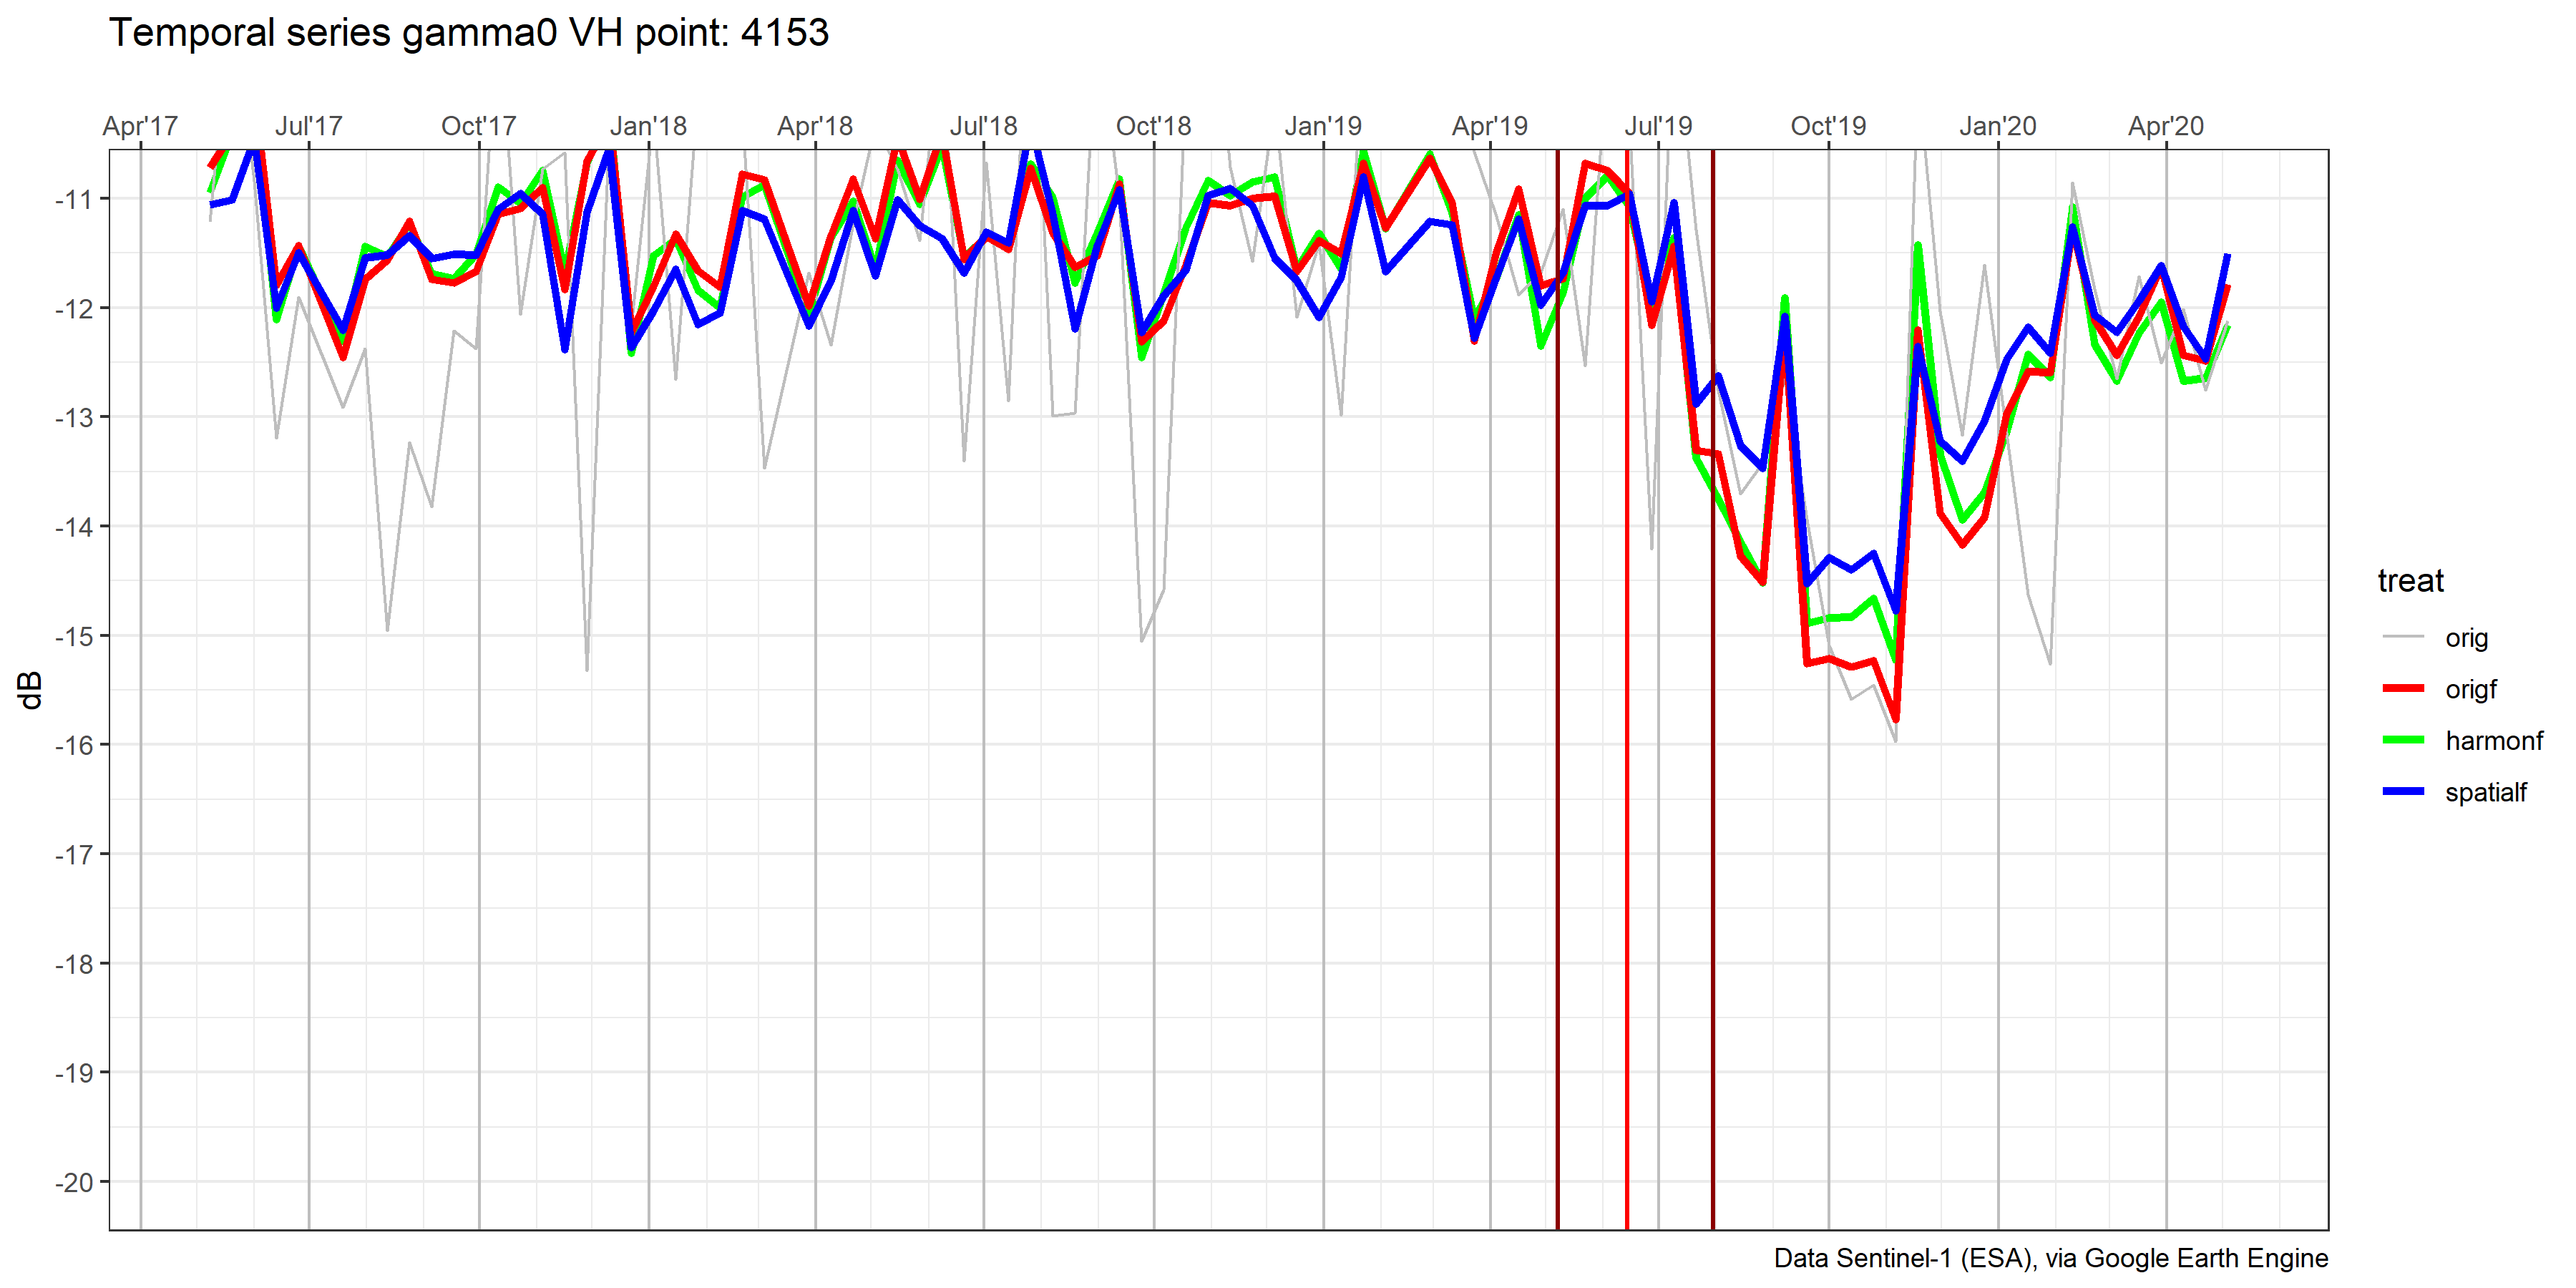 Temporal series gamma0 VH point: 4153
Apr'17 Jul'17 Oct'17 Jan'18 Apr'18 Jul'18 Oct'18 Jan'19 Apr'19 Jul'19 Oct'19 Jan'20 Apr'20
-11
-12
-13
-14
-15
-16
-17
-18
-19
-20
dB
treat
orig
origf
harmonf
spatialf
Data Sentinel-1 (ESA), via Google Earth Engine